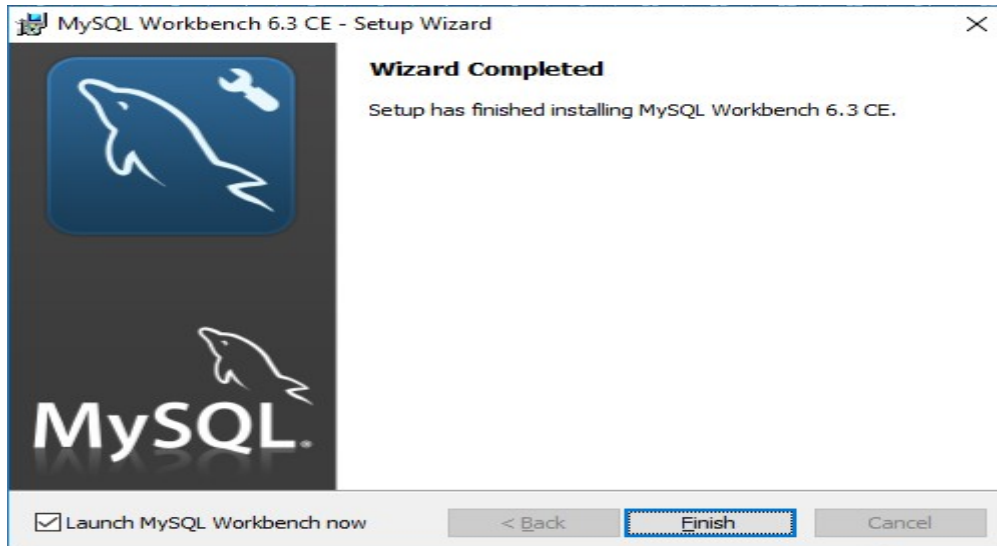 MySQL Workbench 6.3 CE - Setup Wizard
Wizard Completed
Setup has finished installing MySQL Workbench 6.3 CE.
MySQL.
Launch MySQL Workbench now
< Back
Finish
Cancel